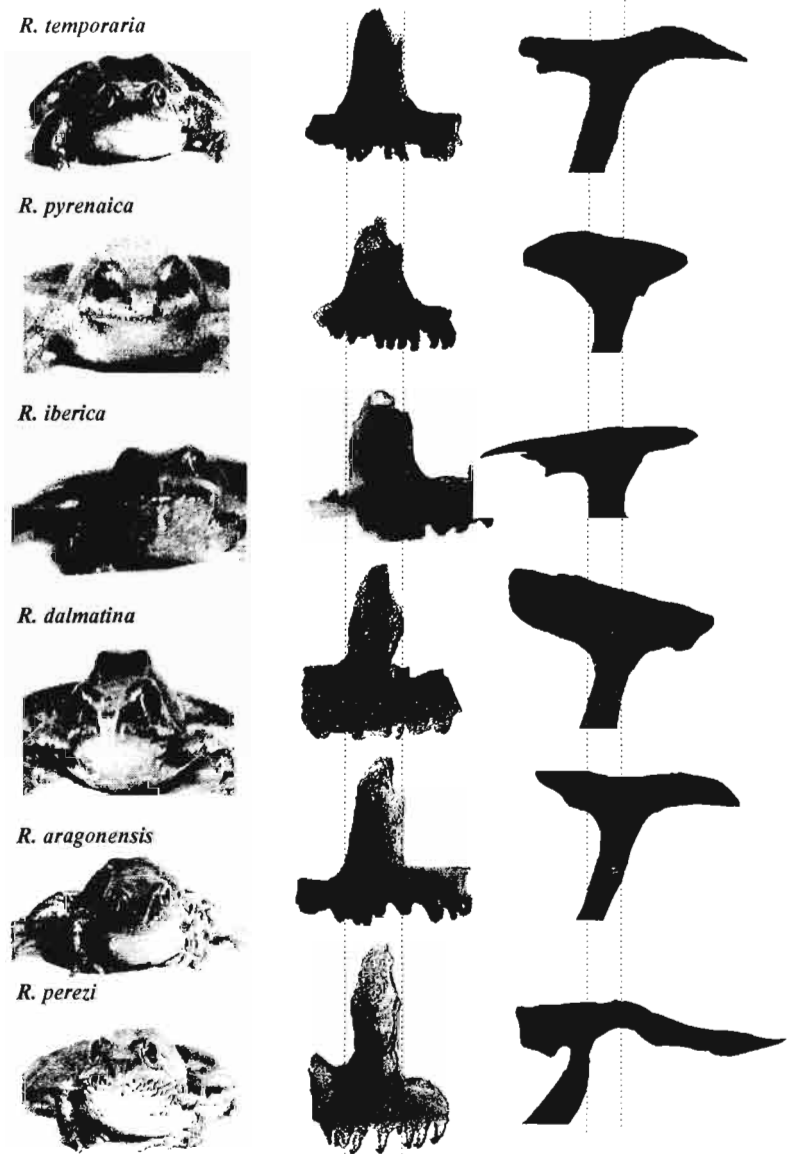 R. temporaria
R. pyrenaica
R. iberica
R. dalmatina
R. aragonensis
R. perezi